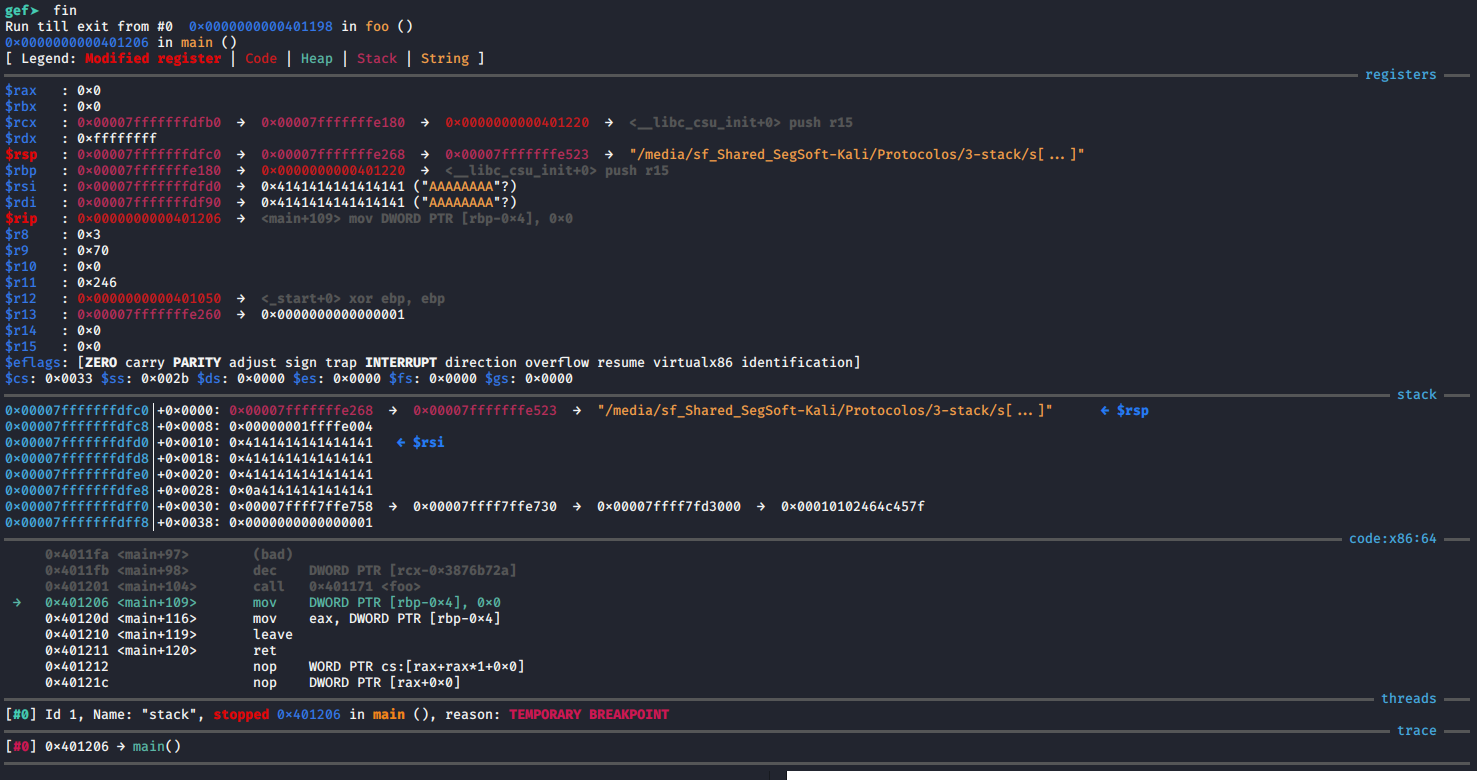 gef➤  fin
Run till exit from #0  0×0000000000401198 in foo ()
0×0000000000401206 in main ()
[ Legend: Modified register | Code | Heap | Stack | String ]
registers
$rax   : 0×0
$rbx   : 0×0
$rcx   : 0×00007fffffffdfb0  →  0×00007fffffffe180  →  0×0000000000401220  →  <__libc_csu_init+0> push r15
$rdx   : 0×ffffffff
$rsp   : 0×00007fffffffdfc0  →  0×00007fffffffe268  →  0×00007fffffffe523  →  "/media/sf_Shared_SegSoft-Kali/Protocolos/3-stack/s[...]"
$rbp   : 0×00007fffffffe180  →  0×0000000000401220  →  <__libc_csu_init+0> push r15
$rsi   : 0×00007fffffffdfd0  →  0×4141414141414141 ("AAAAAAAA"?)
$rdi   : 0×00007fffffffdf90  →  0×4141414141414141 ("AAAAAAAA"?)
$rip   : 0×0000000000401206  →  <main+109> mov DWORD PTR [rbp-0×4], 0×0
$r8    : 0×3
$r9    : 0×70
$r10   : 0×0
$r11   : 0×246
$r12   : 0×0000000000401050  →  <_start+0> xor ebp, ebp
$r13   : 0×00007fffffffe260  →  0×0000000000000001
$r14   : 0×0
$r15   : 0×0
$eflags: [ZERO carry PARITY adjust sign trap INTERRUPT direction overflow resume virtualx86 identification]
$cs: 0×0033 $ss: 0×002b $ds: 0×0000 $es: 0×0000 $fs: 0×0000 $gs: 0×0000
stack
0×00007fffffffdfc0│+0×0000: 0×00007fffffffe268  →  0×00007fffffffe523  →  "/media/sf_Shared_SegSoft-Kali/Protocolos/3-stack/s[...]"      ← $rsp
0×00007fffffffdfc8│+0×0008: 0×00000001ffffe004
0×00007fffffffdfd0│+0×0010: 0×4141414141414141   ← $rsi
0×00007fffffffdfd8│+0×0018: 0×4141414141414141
0×00007fffffffdfe0│+0×0020: 0×4141414141414141
0×00007fffffffdfe8│+0×0028: 0×0a41414141414141
0×00007fffffffdff0│+0×0030: 0×00007ffff7ffe758  →  0×00007ffff7ffe730  →  0×00007ffff7fd3000  →  0×00010102464c457f
0×00007fffffffdff8│+0×0038: 0×0000000000000001
code:x86:64
0×4011fa <main+97>        (bad)
0×4011fb <main+98>        dec    DWORD PTR [rcx-0×3876b72a]
0×401201 <main+104>       call   0×401171 <foo>
→   0×401206 <main+109>       mov    DWORD PTR [rbp-0×4], 0×0
0×40120d <main+116>       mov    eax, DWORD PTR [rbp-0×4]
0×401210 <main+119>       leave
0×401211 <main+120>       ret
0×401212                  nop    WORD PTR cs:[rax+rax*1+0×0]
0×40121c                  nop    DWORD PTR [rax+0×0]
threads
[#0] Id 1, Name: "stack", stopped 0×401206 in main (), reason: TEMPORARY BREAKPOINT
trace
[#0] 0×401206 → main()